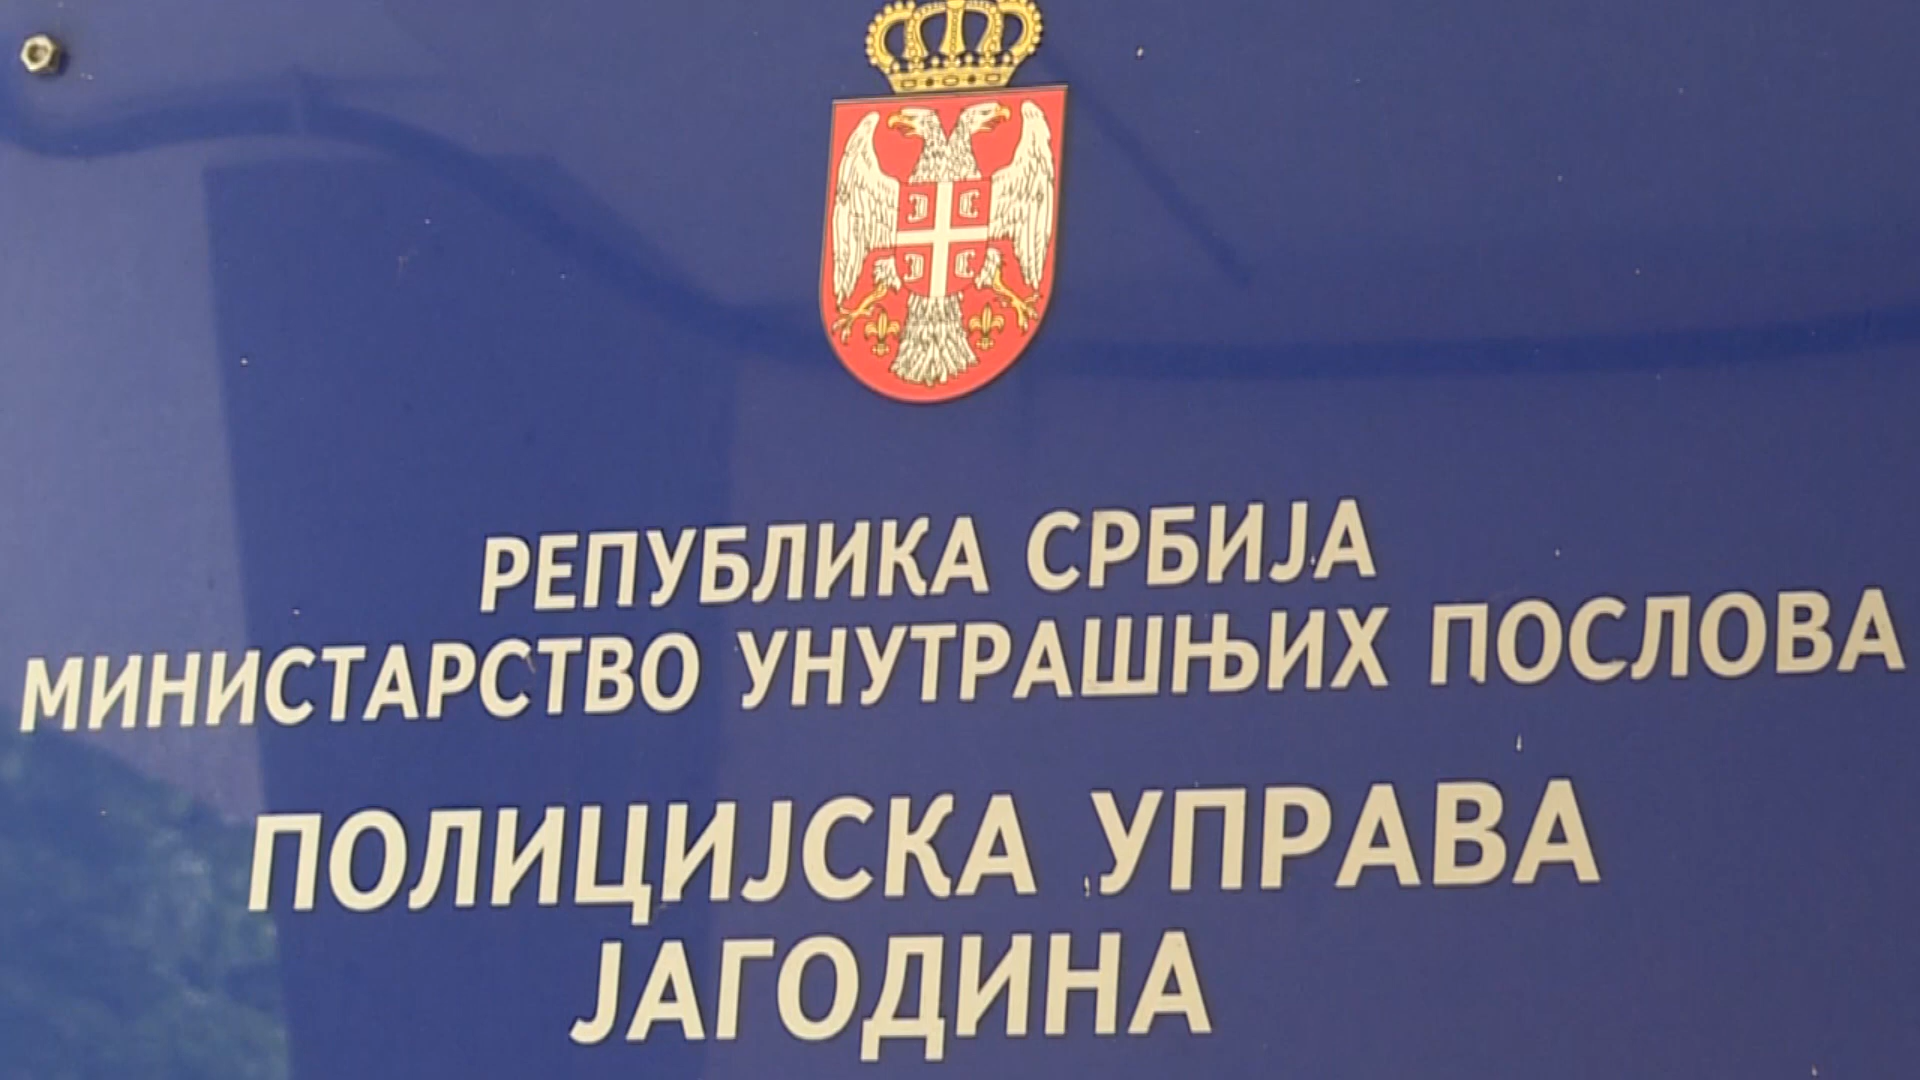 РЕПУБЛИКА СРБИЈА
МИНИСТАРСТВО УНУТРАШЊИХ ПОСЛОВА
ПОЛИЦИЈСКА УПРАВА
ЈАГОДИНА